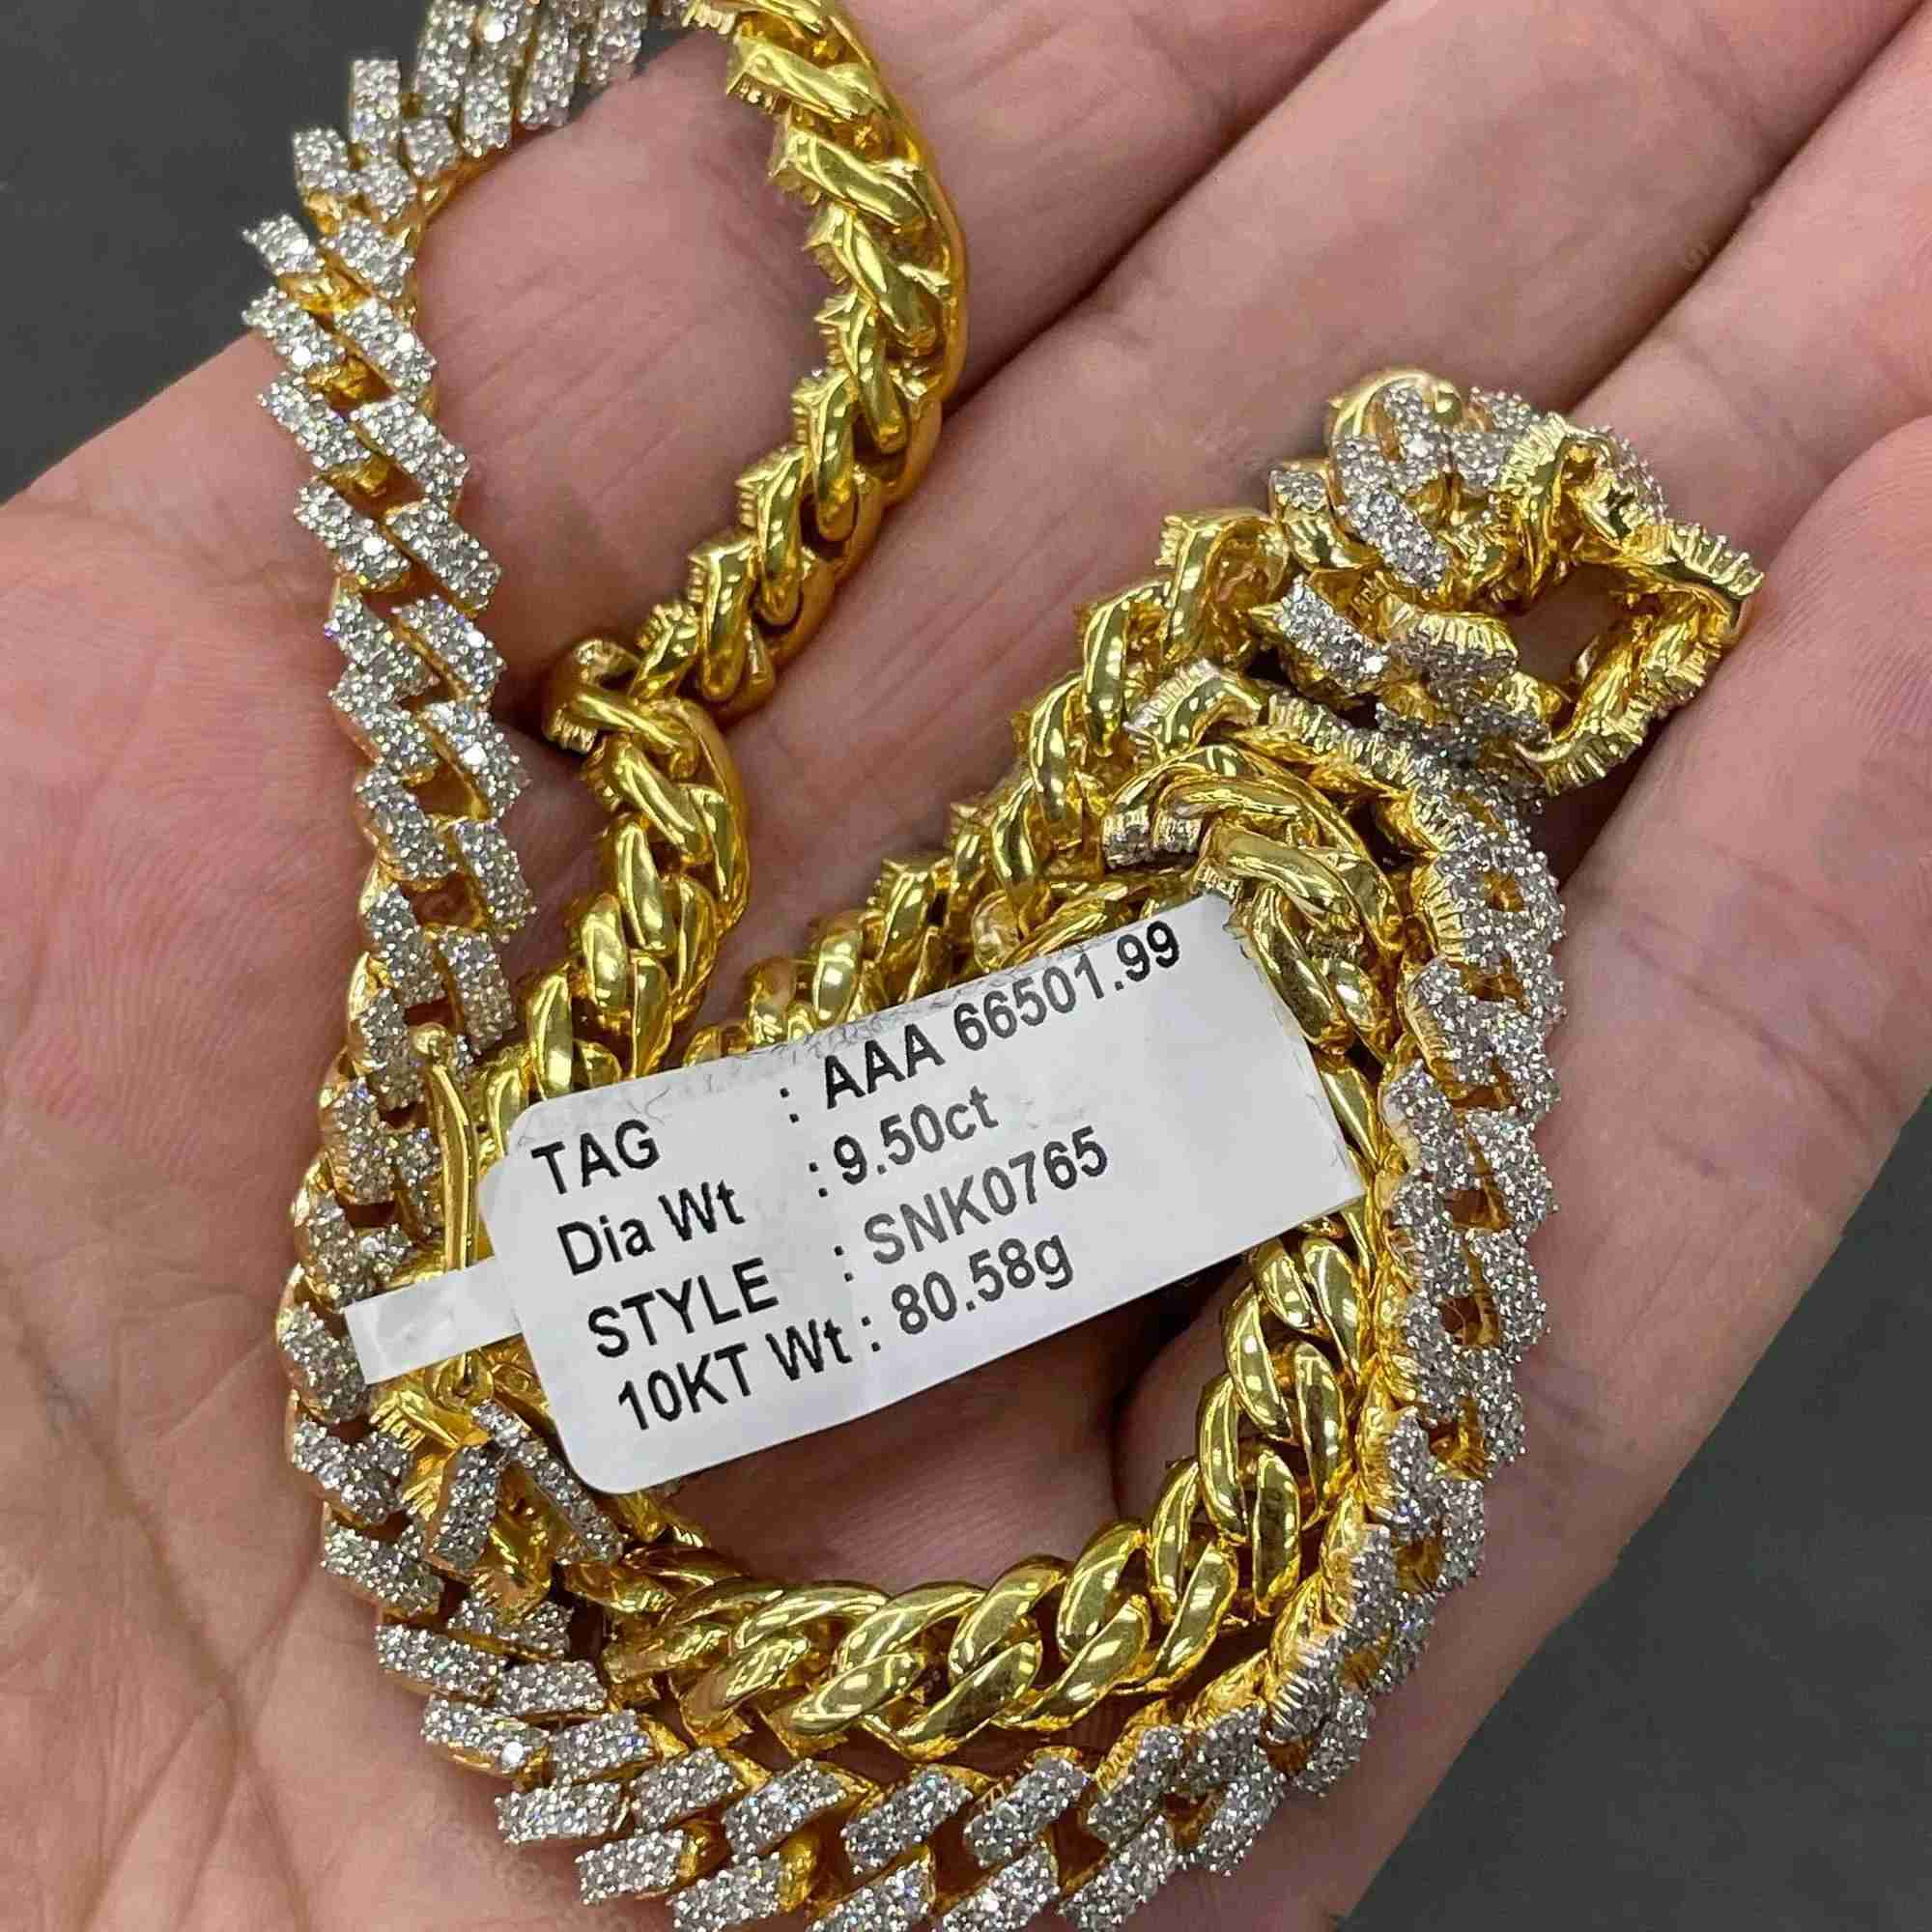 TAG : AAA 66501.99
Dia Wt : 9.50ct
STYLE : SNK0765
10KT Wt : 80.58g